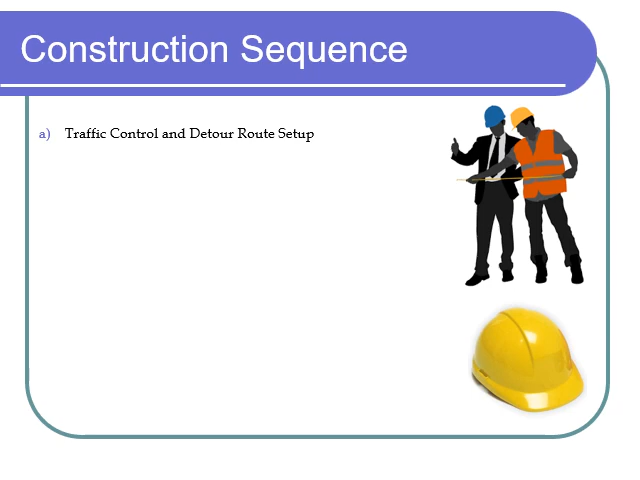 Construction Sequence
a) Traffic Control and Detour Route Setup